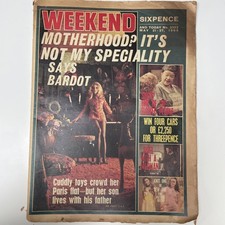 WEEKEND
SIXPENCE
MOTHERHOOD? IT'S
NOT MY SPECIALITY
SAYS
BARDOT
WIN FOUR CARS
OR £2,250
FOR THREEPENCE
Cuddly toys crowd her
Paris flat—but her son
lives with his father